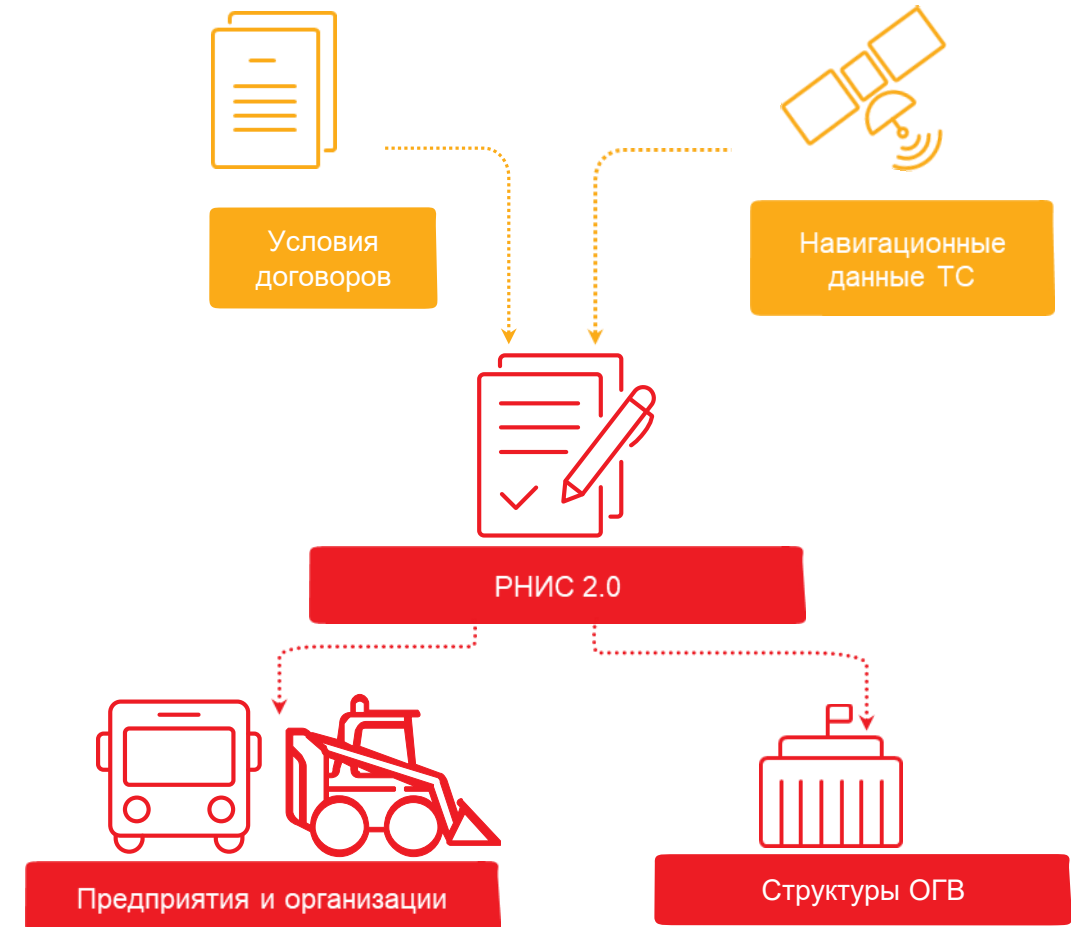 Условия
договоров
Навигационные
данные ТС
РНИС 2.0
Предприятия и организации
Структуры ОГВ